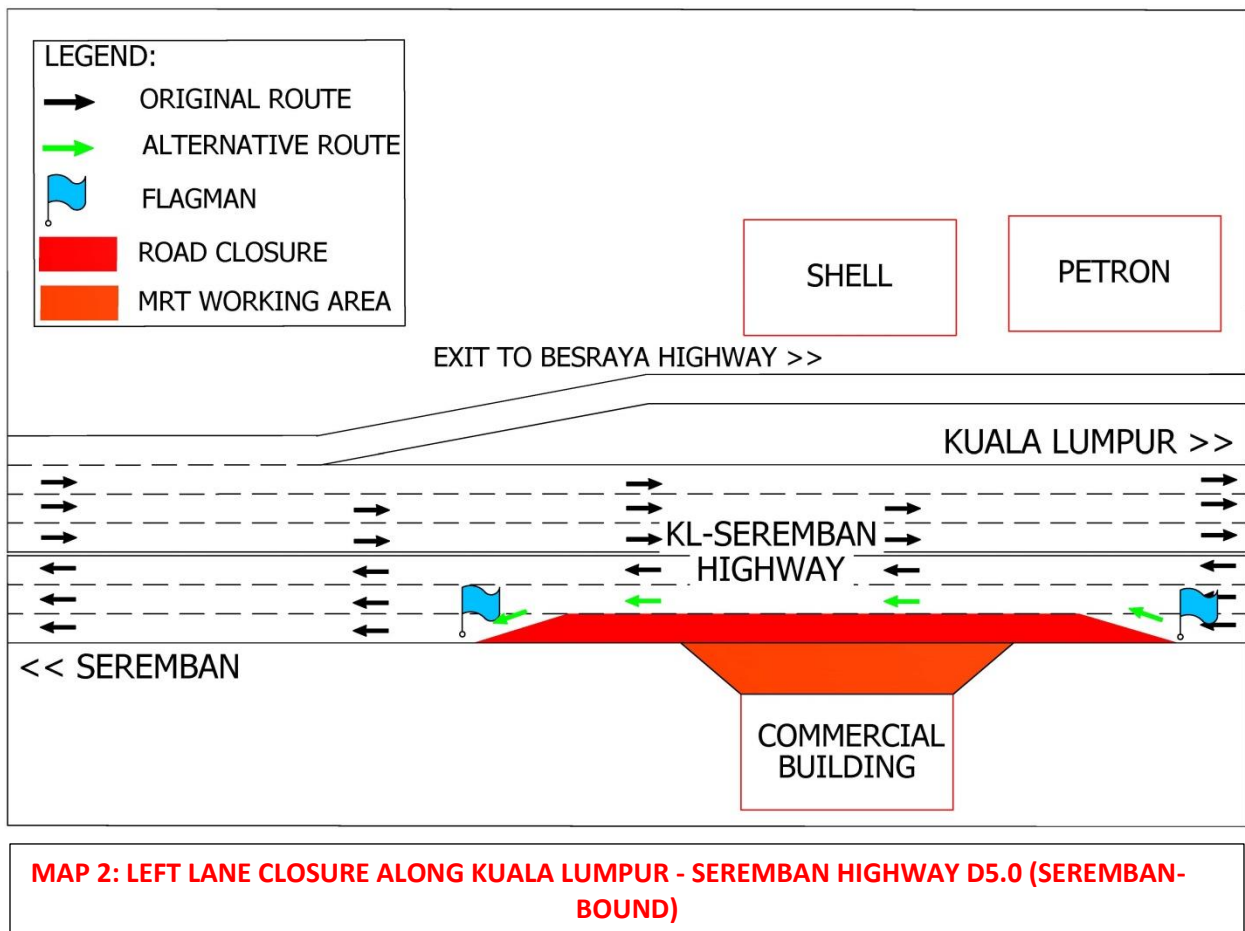 LEGEND:
ORIGINAL ROUTE
ALTERNATIVE ROUTE
FLAGMAN
ROAD CLOSURE
MRT WORKING AREA
SHELL
PETRON
EXIT TO BESRAYA HIGHWAY >>
KUALA LUMPUR >>
KL-SEREMBAN
HIGHWAY
<< SEREMBAN
COMMERCIAL
BUILDING
MAP 2: LEFT LANE CLOSURE ALONG KUALA LUMPUR - SEREMBAN HIGHWAY D5.0 (SEREMBAN-
BOUND)